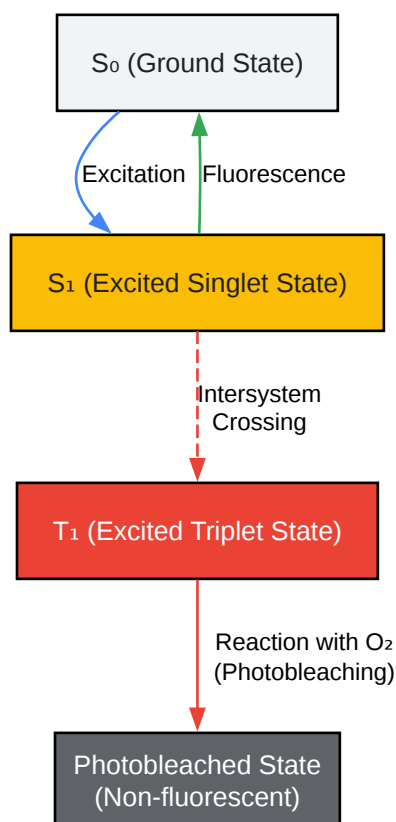 S₀ (Ground State)
Excitation
Fluorescence
S₁ (Excited Singlet State)
Intersystem
Crossing
T₁ (Excited Triplet State)
Reaction with O₂
(Photobleaching)
Photobleached State
(Non-fluorescent)